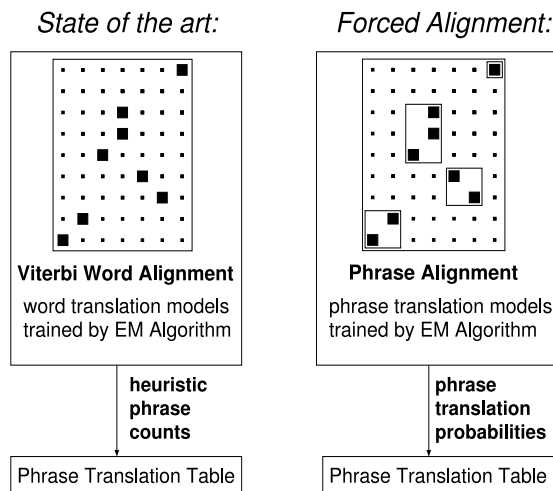 State of the art:
Viterbi Word Alignment
word translation models
trained by EM Algorithm
heuristic
phrase
counts
Phrase Translation Table
Forced Alignment:
Phrase Alignment
phrase translation models
trained by EM Algorithm
phrase
translation
probabilities
Phrase Translation Table